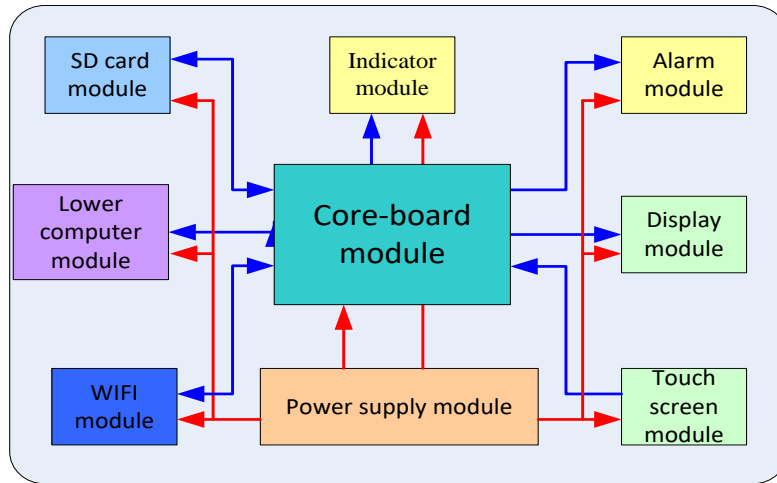 SD card
module
Indicator
module
Alarm
module
Lower
computer
module
Core-board
module
Display
module
WIFI
module
Power supply module
Touch
screen
module